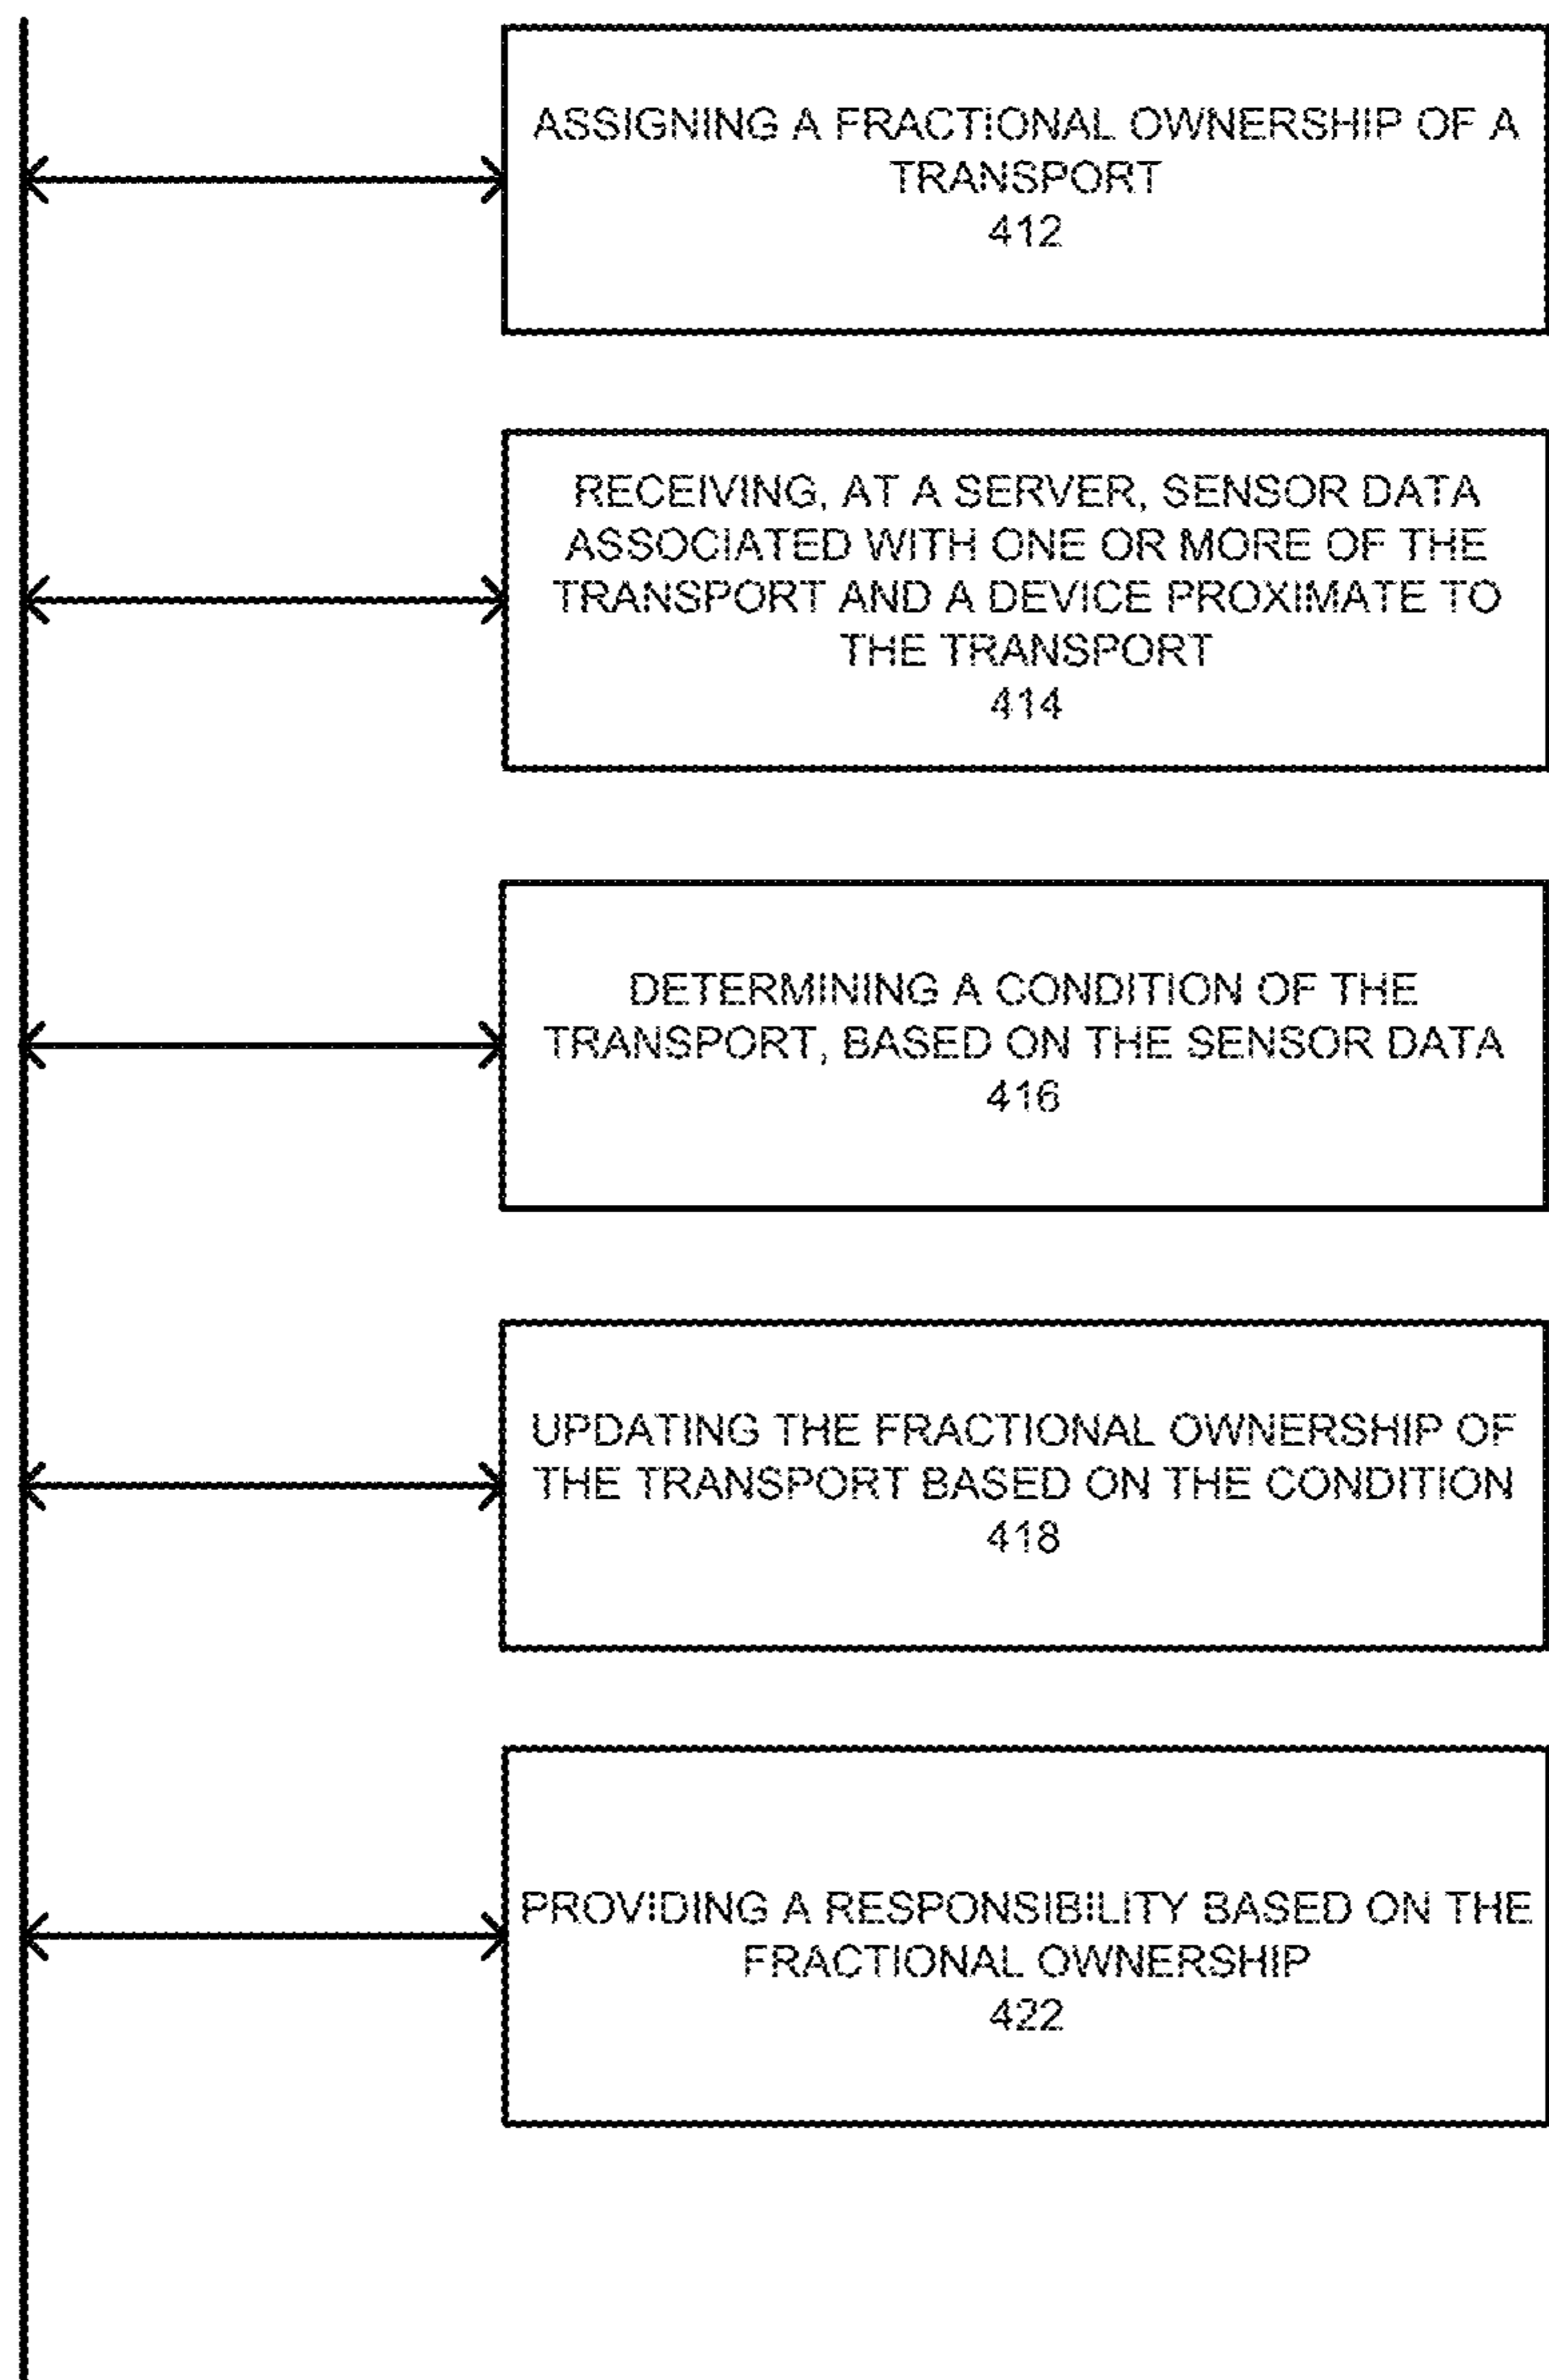 ASSIGNING A FRACTIONAL OWNERSHIP OF A
TRANSPORT
412
RECEIVING, AT A SERVER, SENSOR DATA
ASSOCIATED WITH ONE OR MORE OF THE
TRANSPORT AND A DEVICE PROXIMATE TO
THE TRANSPORT
414
DETERMINING A CONDITION OF THE
TRANSPORT, BASED ON THE SENSOR DATA
416
UPDATING THE FRACTIONAL OWNERSHIP OF
THE TRANSPORT BASED ON THE CONDITION
418
PROVIDING A RESPONSIBILITY BASED ON THE
FRACTIONAL OWNERSHIP
422